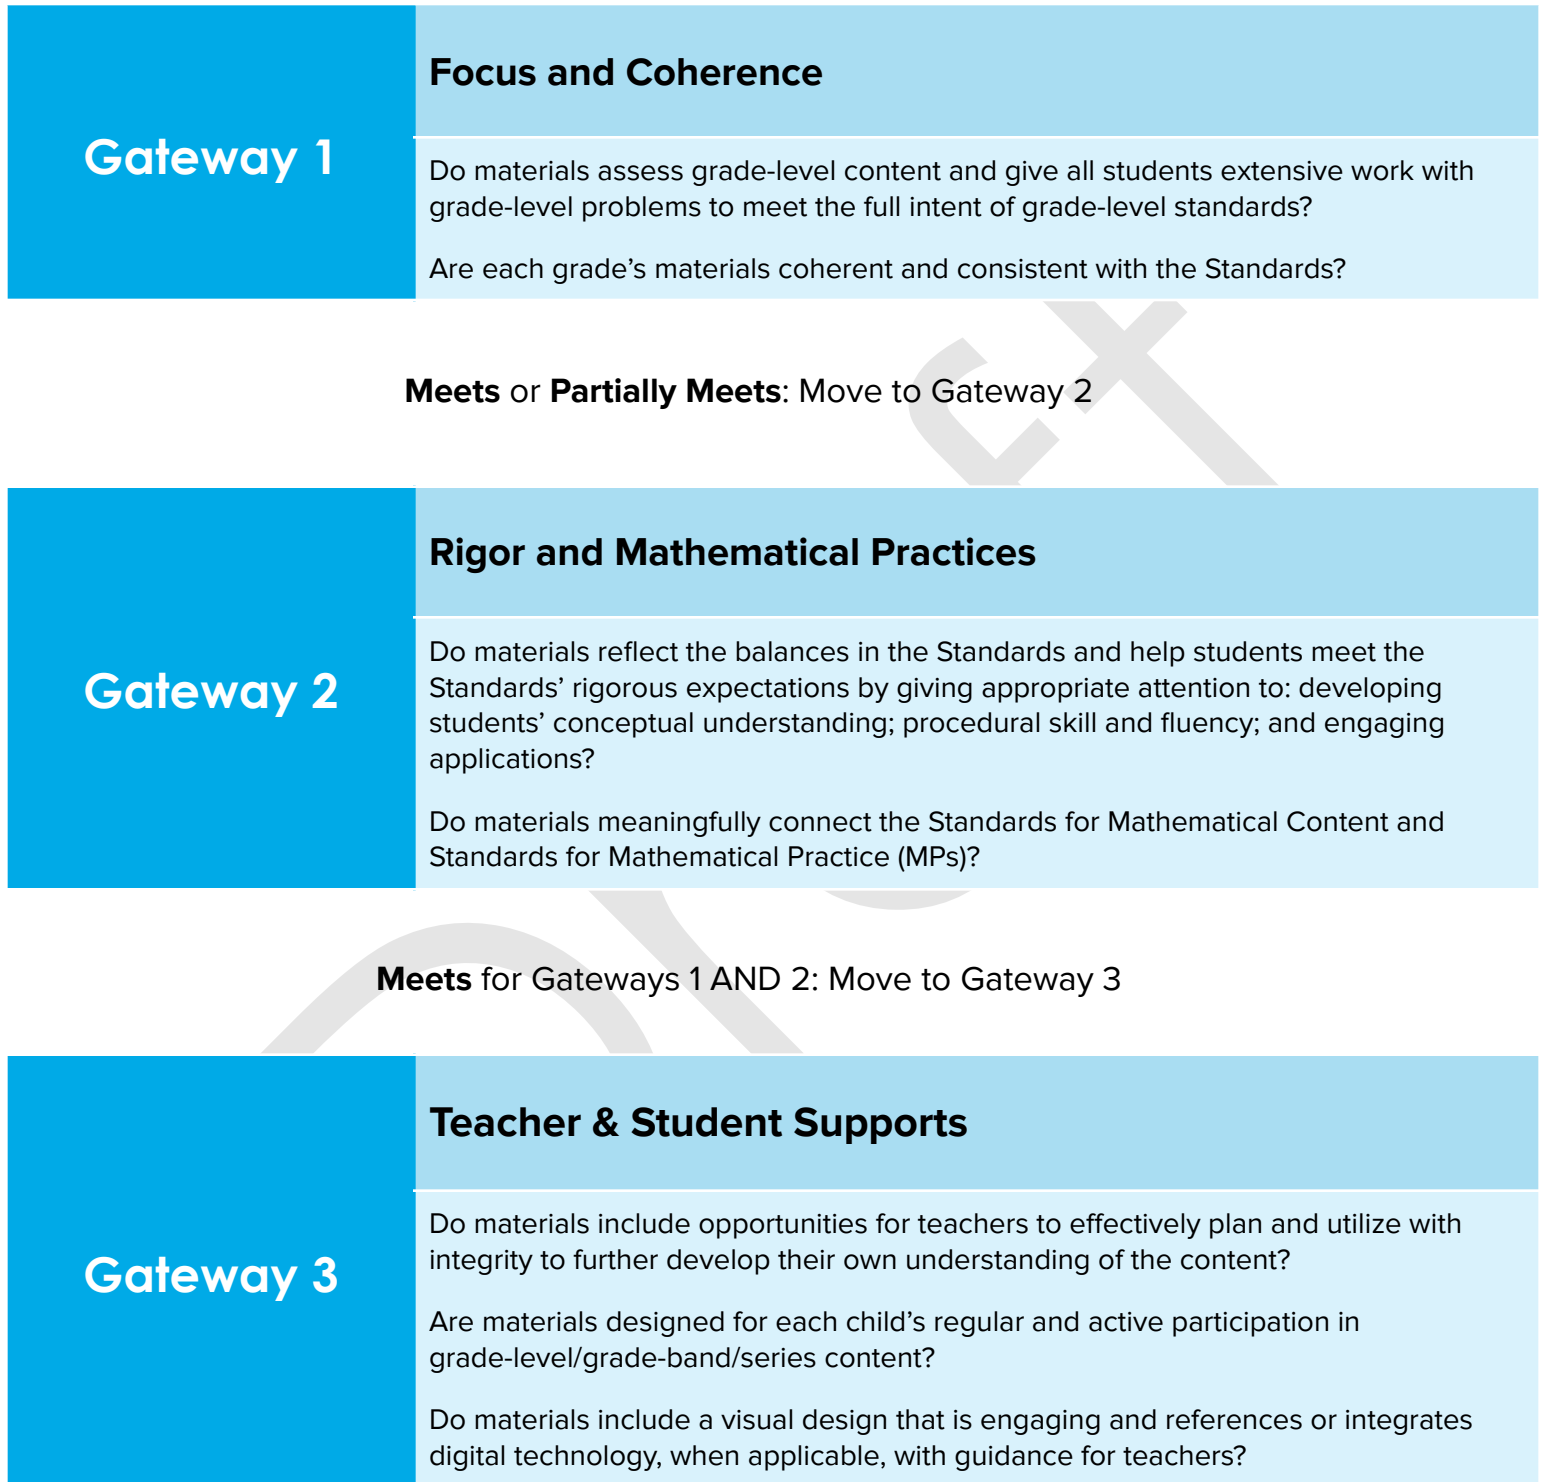 Gateway 1
Focus and Coherence
Do materials assess grade-level content and give all students extensive work with
grade-level problems to meet the full intent of grade-level standards?
Are each grade’s materials coherent and consistent with the Standards?
Meets or Partially Meets: Move to Gateway 2
Gateway 2
Rigor and Mathematical Practices
Do materials reflect the balances in the Standards and help students meet the
Standards’ rigorous expectations by giving appropriate attention to: developing
students’ conceptual understanding; procedural skill and fluency; and engaging
applications?
Do materials meaningfully connect the Standards for Mathematical Content and
Standards for Mathematical Practice (MPs)?
Meets for Gateways 1 AND 2: Move to Gateway 3
Gateway 3
Teacher & Student Supports
Do materials include opportunities for teachers to effectively plan and utilize with
integrity to further develop their own understanding of the content?
Are materials designed for each child’s regular and active participation in
grade-level/grade-band/series content?
Do materials include a visual design that is engaging and references or integrates
digital technology, when applicable, with guidance for teachers?